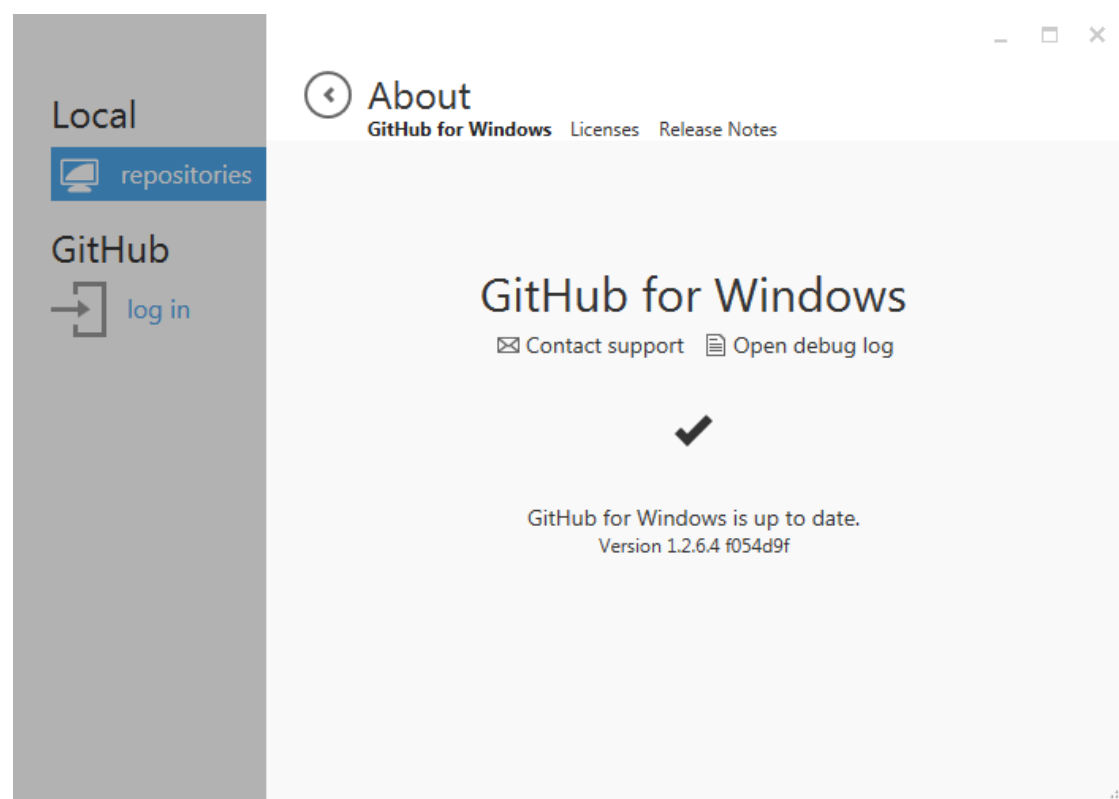 Local
repositories
GitHub
log in
About
GitHub for Windows Licenses Release Notes
GitHub for Windows
Contact support Open debug log
GitHub for Windows is up to date.
Version 1.2.6.4 f054d9f